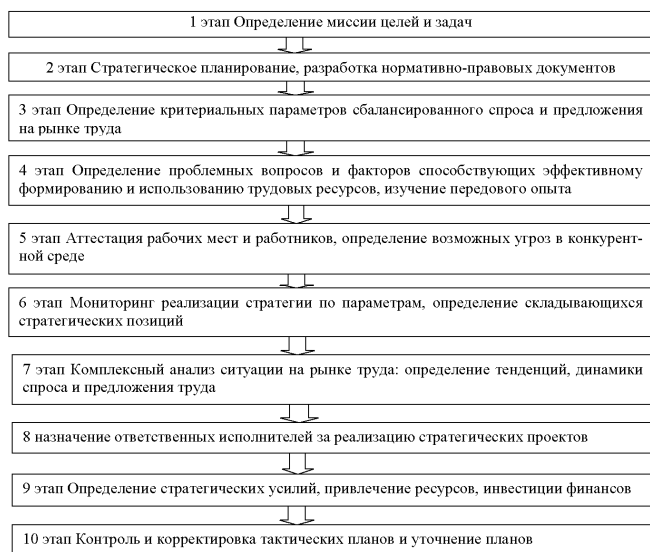 1 этап Определение миссии целей и задач
2 этап Стратегическое планирование, разработка нормативно-правовых документов
3 этап Определение критериальных параметров сбалансированного спроса и предложения
на рынке труда
4 этап Определение проблемных вопросов и факторов способствующих эффективному
формированию и использованию трудовых ресурсов, изучение передового опыта
5 этап Аттестация рабочих мест и работников, определение возможных угроз в конкурент-
ной среде
6 этап Мониторинг реализации стратегии по параметрам, определение складывающихся
стратегических позиций
7 этап Комплексный анализ ситуации на рынке труда: определение тенденций, динамики
спроса и предложения труда
8 назначение ответственных исполнителей за реализацию стратегических проектов
9 этап Определение стратегических усилий, привлечение ресурсов, инвестиции финансов
10 этап Контроль и корректировка тактических планов и уточнение планов